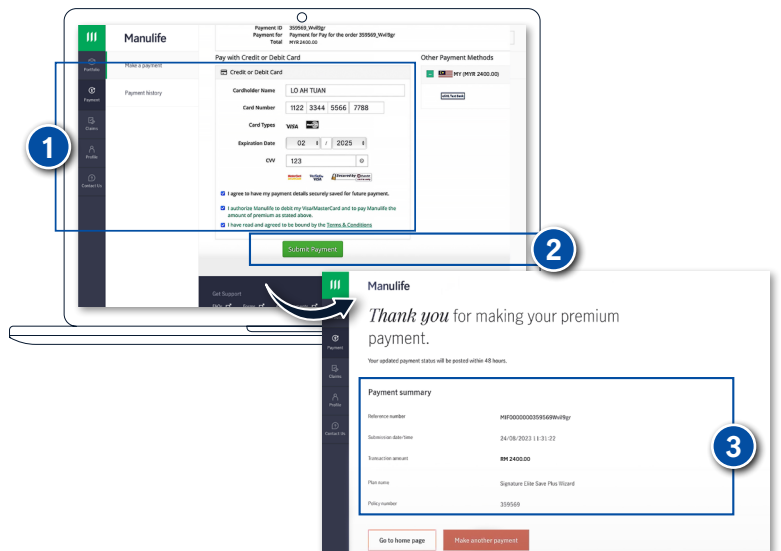 Manulife
Portfolio
Payment
Claims
Profile
Contact Us
Make a payment
Payment history
Payment ID 359569_Wvil9gr
Payment for Payment for Pay for the order 359569_Wvil9gr
Total MYR 2400.00
Pay with Credit or Debit Card
Credit or Debit Card
Cardholder Name LO AH TUAN
Card Number 1122 3344 5566 7788
Card Types VISA
Expiration Date 02 / 2025
CVV 123
I agree to have my payment details securely saved for future payment.
I authorize Manulife to debit my Visa/MasterCard and to pay Manulife the
amount of premium as stated above.
I have read and agreed to be bound by the Terms & Conditions
Submit Payment
Other Payment Methods
MY (MYR 2400.00)
Get Support
1
2
Manulife
Thank you for making your premium
payment.
Your updated payment status will be posted within 48 hours.
Payment
Claims
Profile
Contact Us
Payment summary
Reference number MIF0000000359569Wvil9gr
Submission date/time 24/08/2023 11:31:22
Transaction amount RM 2400.00
Plan name Signature Elite Save Plus Wizard
Policy number 359569
3
Go to home page
Make another payment